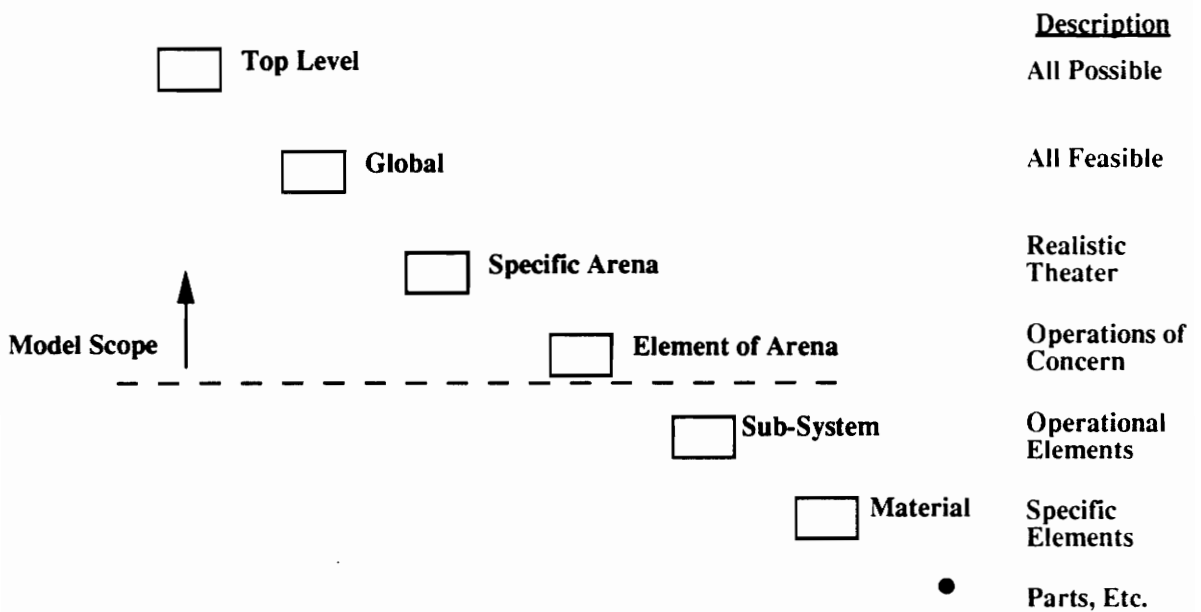 Description
Top Level
All Possible
Global
All Feasible
Specific Arena
Realistic
Theater
Model Scope
Element of Arena
Operations of
Concern
Sub-System
Operational
Elements
Material
Specific
Elements
Parts, Etc.